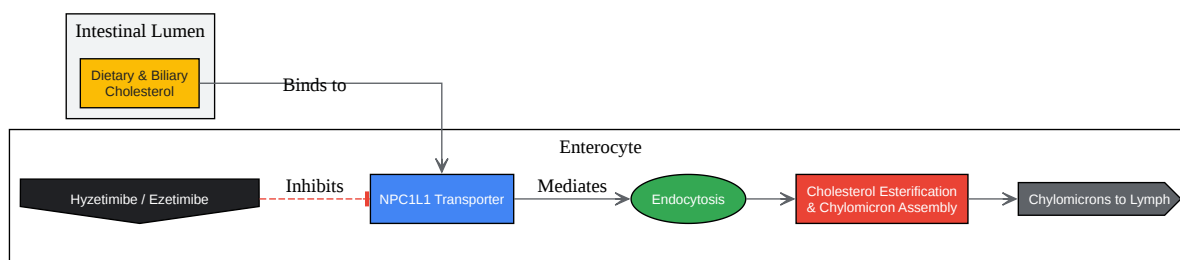 Intestinal Lumen
Dietary & Biliary
Cholesterol
Binds to
Enterocyte
Hyzetimibe / Ezetimibe
Inhibits
NPC1L1 Transporter
Mediates
Endocytosis
Cholesterol Esterification
& Chylomicron Assembly
Chylomicrons to Lymph